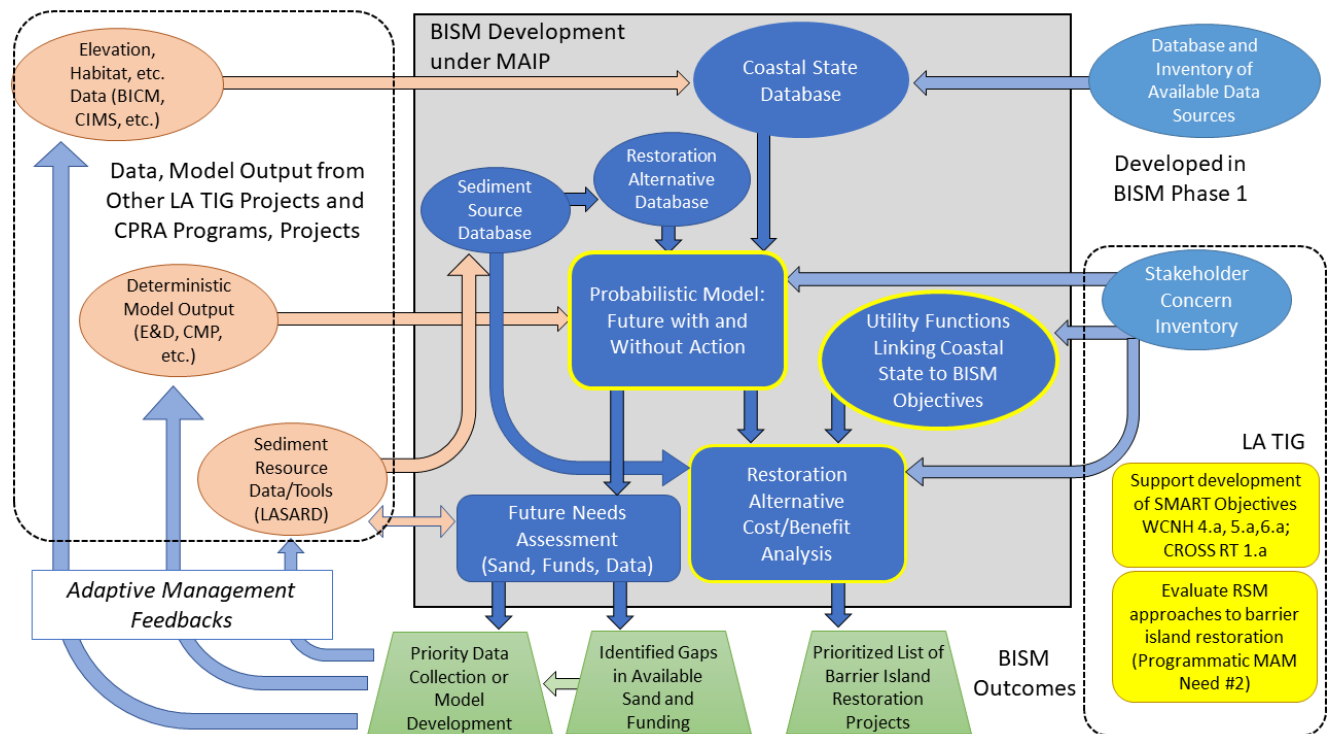 Elevation,
Habitat, etc.
Data (BICM,
CIMS, etc.)
Data, Model Output from
Other LA TIG Projects and
CPRA Programs, Projects
Deterministic
Model Output
(E&D, CMP,
etc.)
Sediment
Resource
Data/Tools
(LASARD)
Adaptive Management
Feedbacks
BISM Development
under MAIP
Coastal State
Database
Restoration
Alternative
Database
Sediment
Source
Database
Probabilistic Model:
Future with and
Without Action
Utility Functions
Linking Coastal
State to BISM
Objectives
Restoration
Alternative
Cost/Benefit
Analysis
Future Needs
Assessment
(Sand, Funds, Data)
Priority Data
Collection or
Model
Development
Identified Gaps
in Available
Sand and
Funding
Prioritized List of
Barrier Island
Restoration
Projects
BISM
Outcomes
Database and
Inventory of
Available Data
Sources
Developed in
BISM Phase 1
Stakeholder
Concern
Inventory
LA TIG
Support development
of SMART Objectives
WCNH 4.a, 5.a,6.a;
CROSS RT 1.a
Evaluate RSM
approaches to barrier
island restoration
(Programmatic MAM
Need #2)